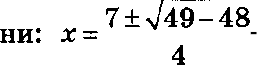 ни: x = (7 ± √(49 − 48)) / 4